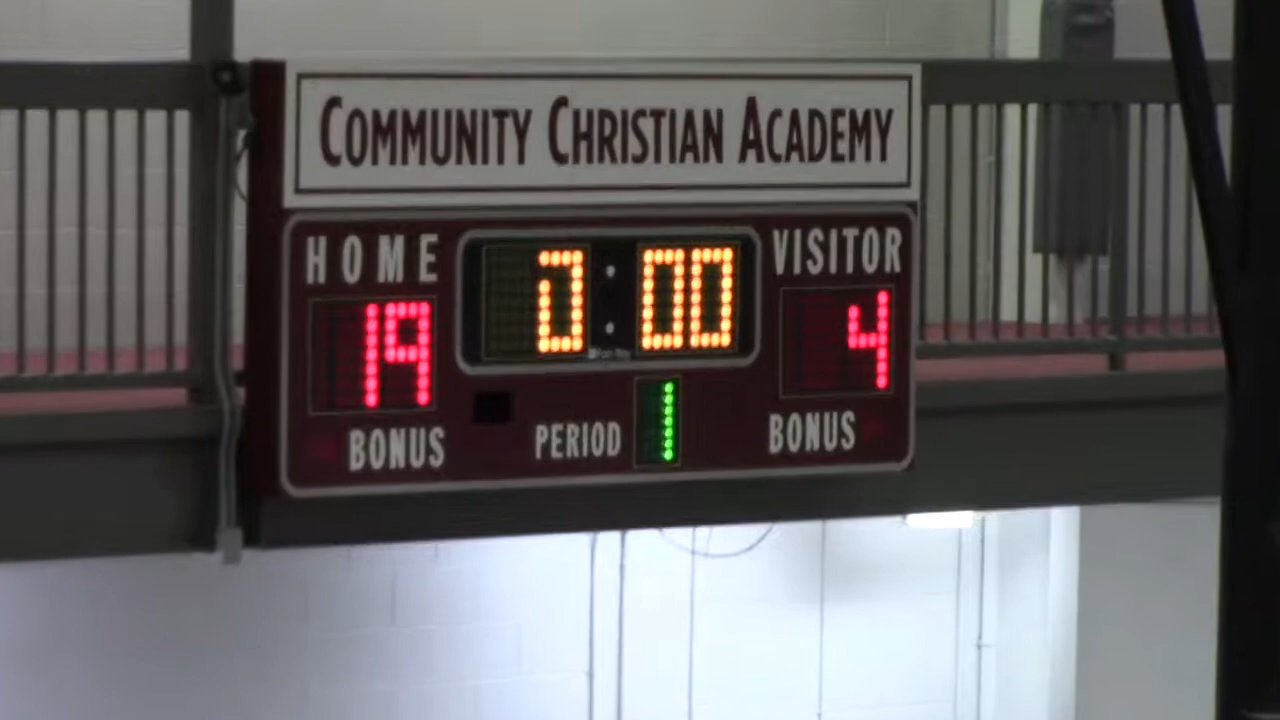 COMMUNITY CHRISTIAN ACADEMY
HOME 0:00 VISITOR
19 4
BONUS PERIOD 1 BONUS